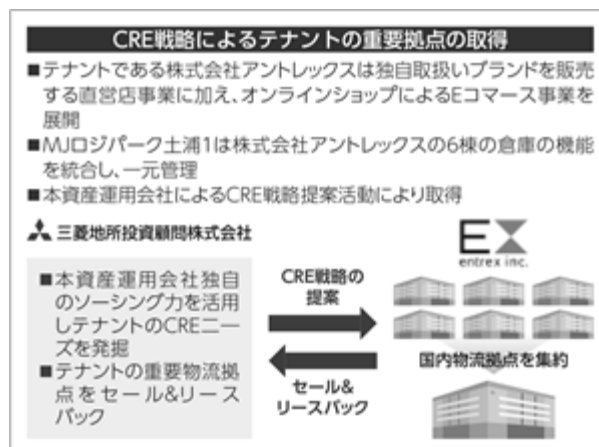 CRE戦略によるテナントの重要拠点の取得
■テナントである株式会社アントレックスは独自取扱いブランドを販売
する直営店事業に加え、オンラインショップによるEコマース事業を
展開
■MJロジパーク土浦1は株式会社アントレックスの6棟の倉庫の機能
を統合し、一元管理
■本資産運用会社によるCRE戦略提案活動により取得
三菱地所投資顧問株式会社
■本資産運用会社独自
のソーシング力を活用
しテナントのCREニー
ズを発掘
■テナントの重要物流拠
点をセール&リース
バック
CRE戦略の
提案
セール&
リースバック
EX
entrex inc.
国内物流拠点を集約